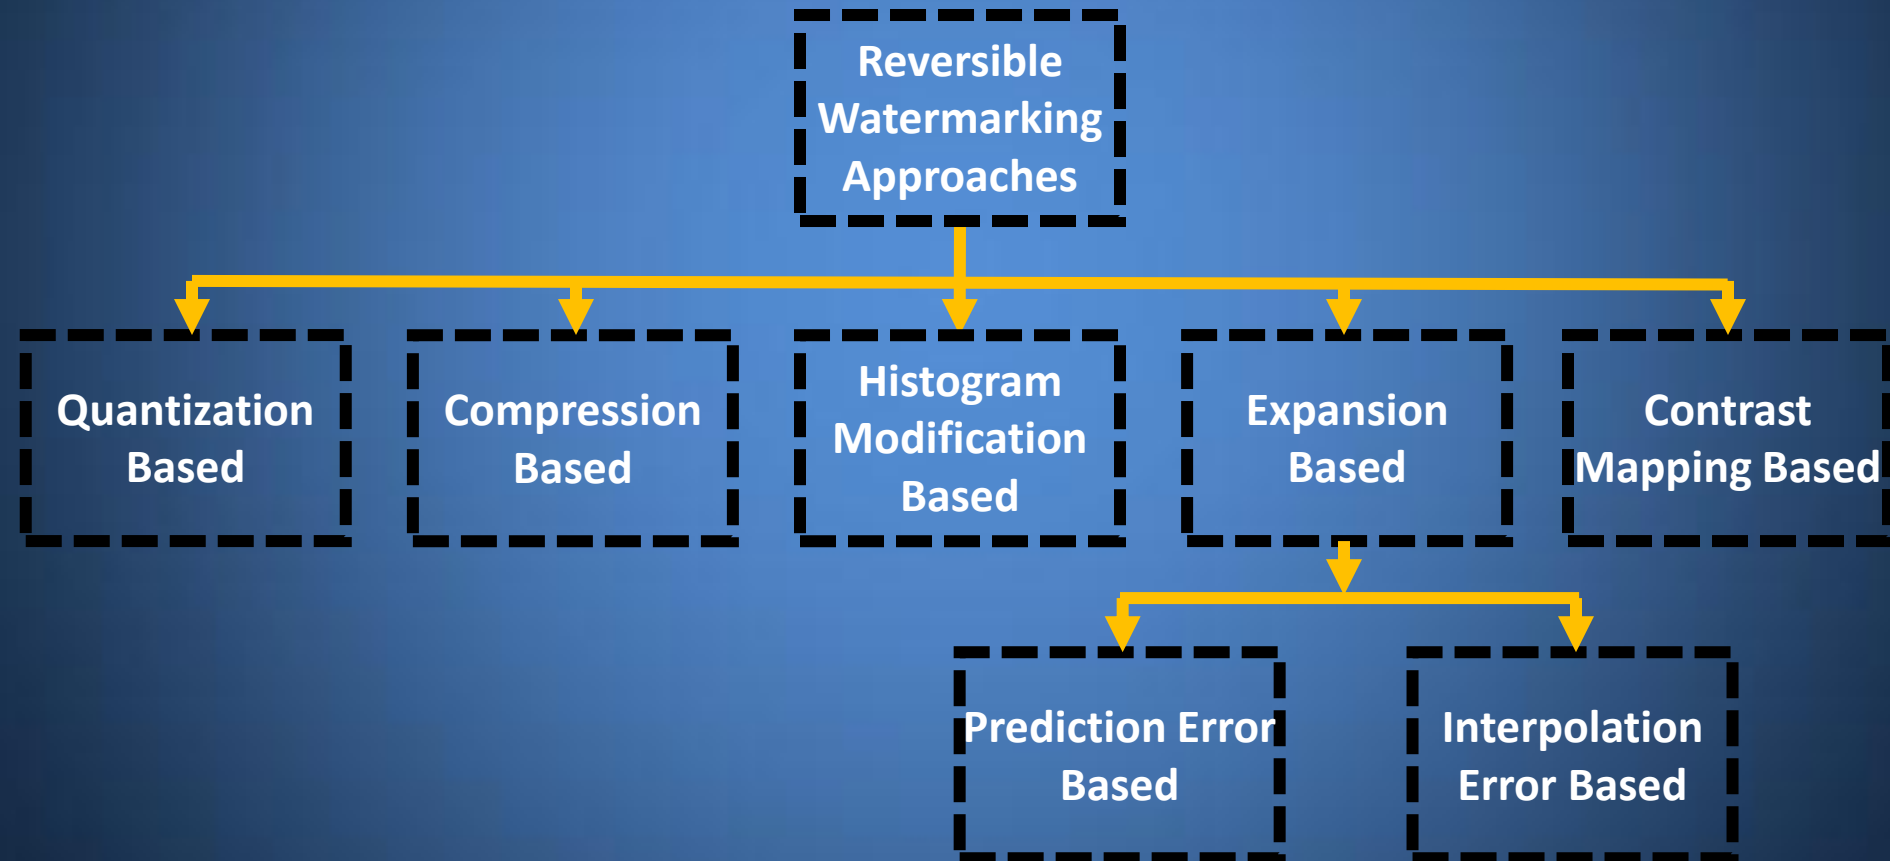 Reversible
Watermarking
Approaches
Quantization
Based
Compression
Based
Histogram
Modification
Based
Expansion
Based
Contrast
Mapping Based
Prediction Error
Based
Interpolation
Error Based